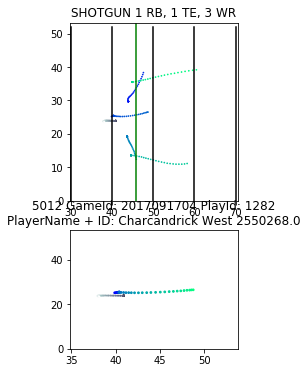 SHOTGUN 1 RB, 1 TE, 3 WR
50
40
30
20
10
0
30 40 50 60 70
5012 GameId: 2017091704 PlayId: 1282
PlayerName + ID: Charcandrick West 2550268.0
40
20
0
35 40 45 50